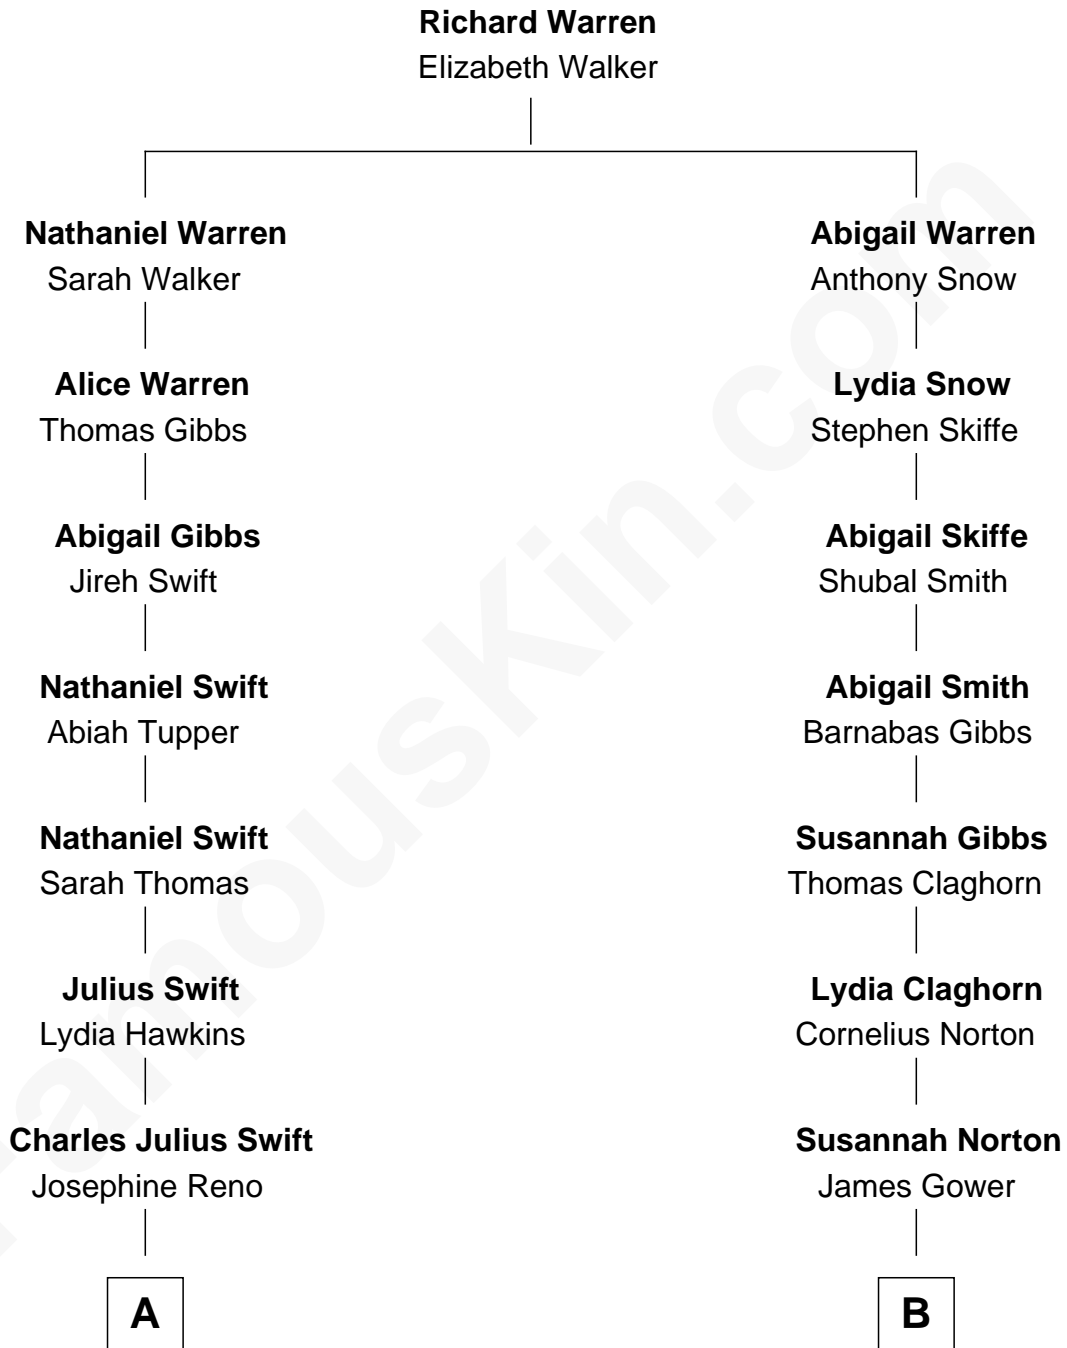 Richard Warren
Elizabeth Walker
Nathaniel Warren
Sarah Walker
Abigail Warren
Anthony Snow
Alice Warren
Thomas Gibbs
Lydia Snow
Stephen Skiffe
Abigail Gibbs
Jireh Swift
Abigail Skiffe
Shubal Smith
Nathaniel Swift
Abiah Tupper
Abigail Smith
Barnabas Gibbs
Nathaniel Swift
Sarah Thomas
Susannah Gibbs
Thomas Claghorn
Julius Swift
Lydia Hawkins
Lydia Claghorn
Cornelius Norton
Charles Julius Swift
Josephine Reno
Susannah Norton
James Gower
A
B
FamousKin.com